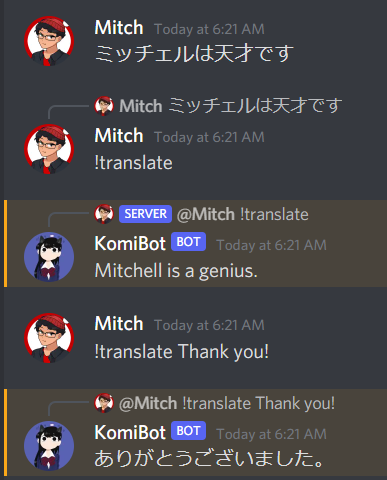 Mitch Today at 6:21 AM
ミッチェルは天才です
Mitch ミッチェルは天才です
Mitch Today at 6:21 AM
!translate
SERVER @Mitch !translate
KomiBot BOT Today at 6:21 AM
Mitchell is a genius.
Mitch Today at 6:21 AM
!translate Thank you!
@Mitch !translate Thank you!
KomiBot BOT Today at 6:21 AM
ありがとうございました。